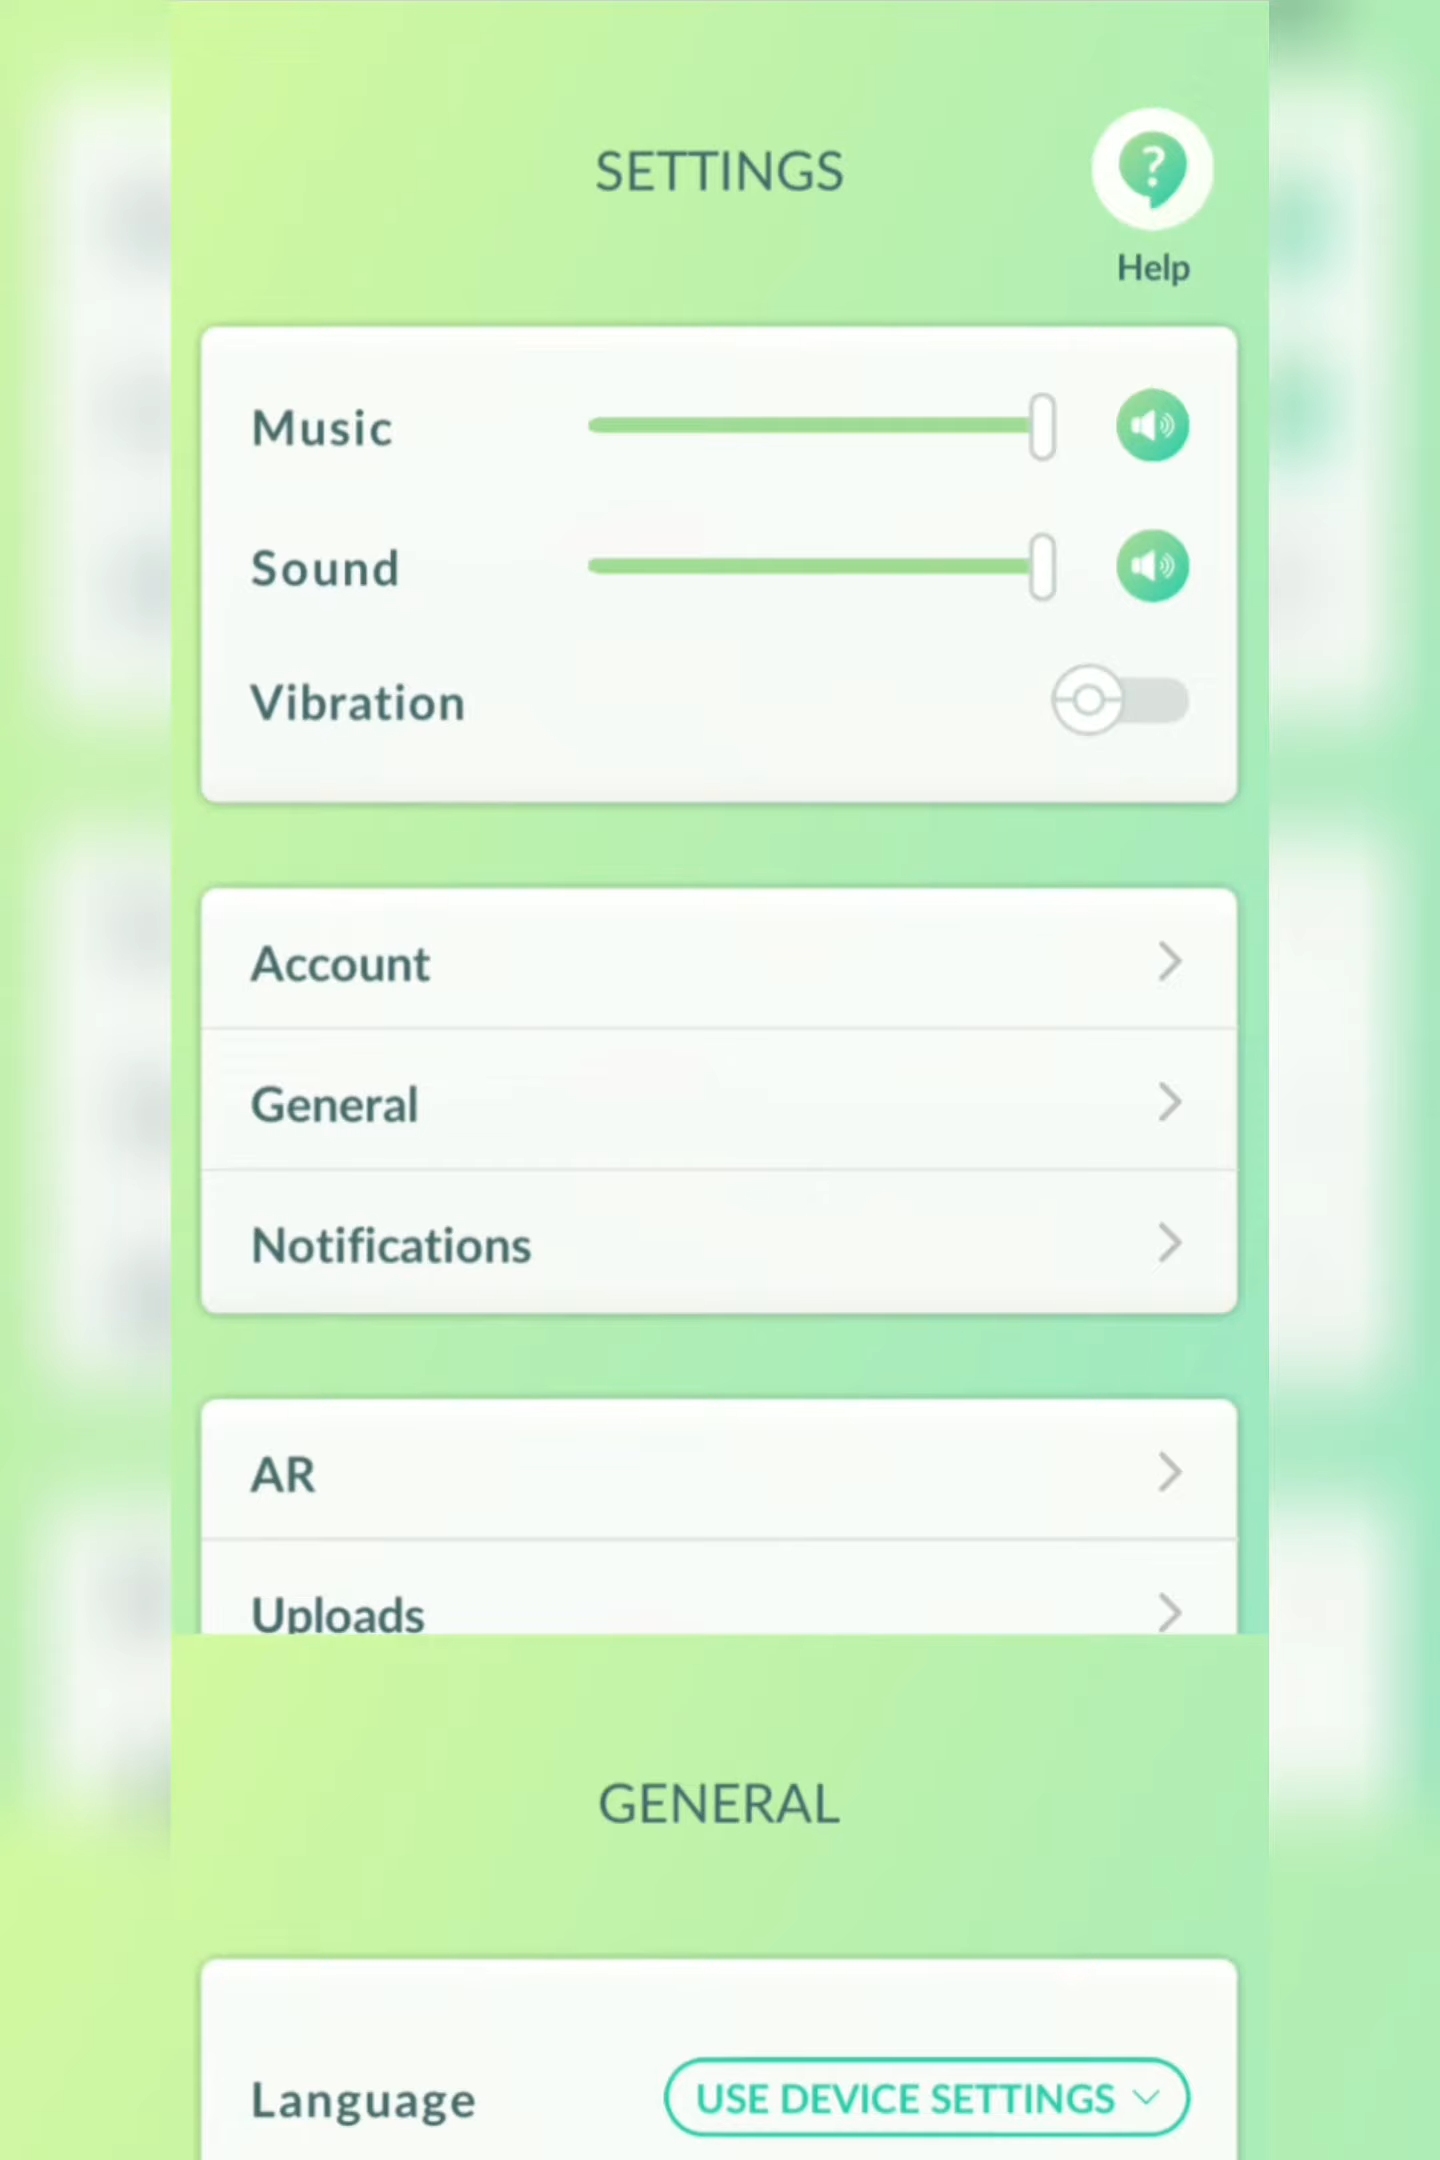 SETTINGS
?
Help
Music
Sound
Vibration
Account
General
Notifications
AR
Uploads
GENERAL
Language
USE DEVICE SETTINGS